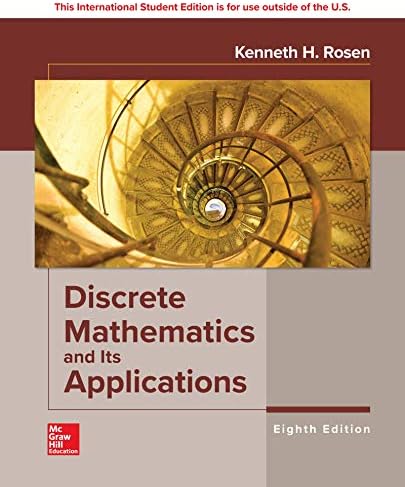 This International Student Edition is for use outside of the U.S.
Kenneth H. Rosen
Discrete
Mathematics
and Its
Applications
Eighth Edition
Mc
Graw
Hill
Education